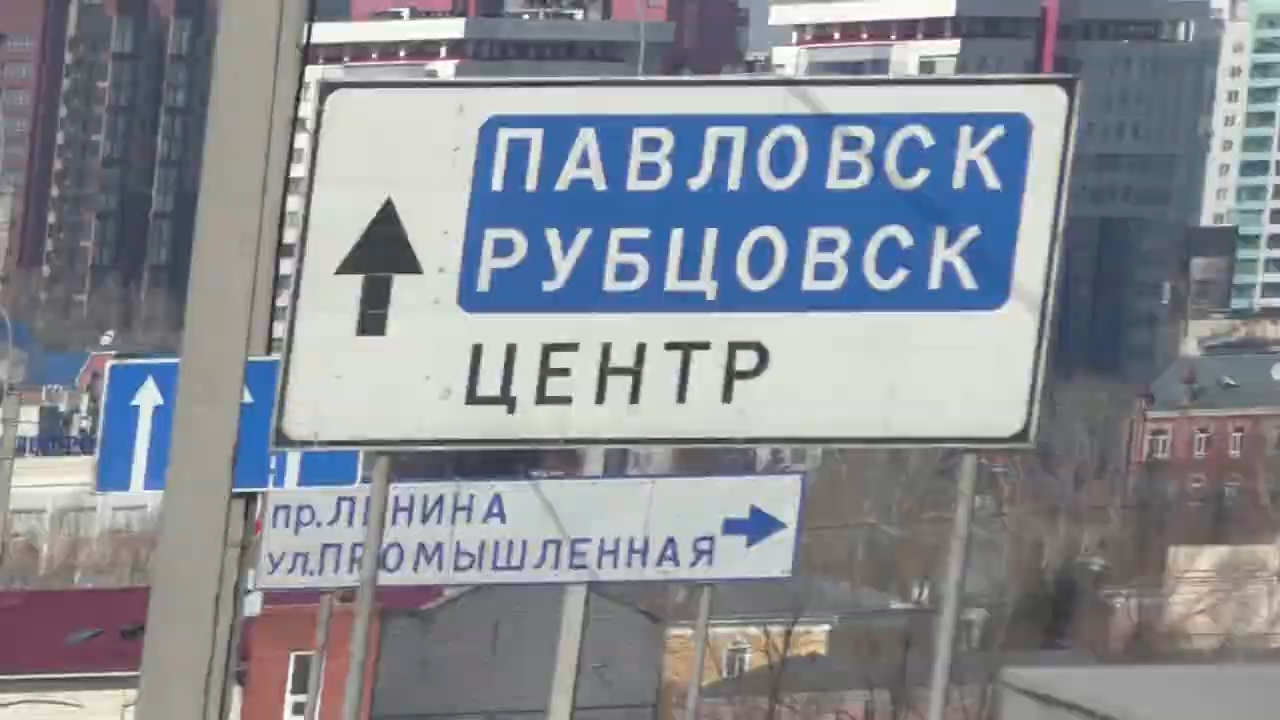 ПАВЛОВСК
РУБЦОВСК
ЦЕНТР
пр.ЛЕНИНА
ул.ПРОМЫШЛЕННАЯ